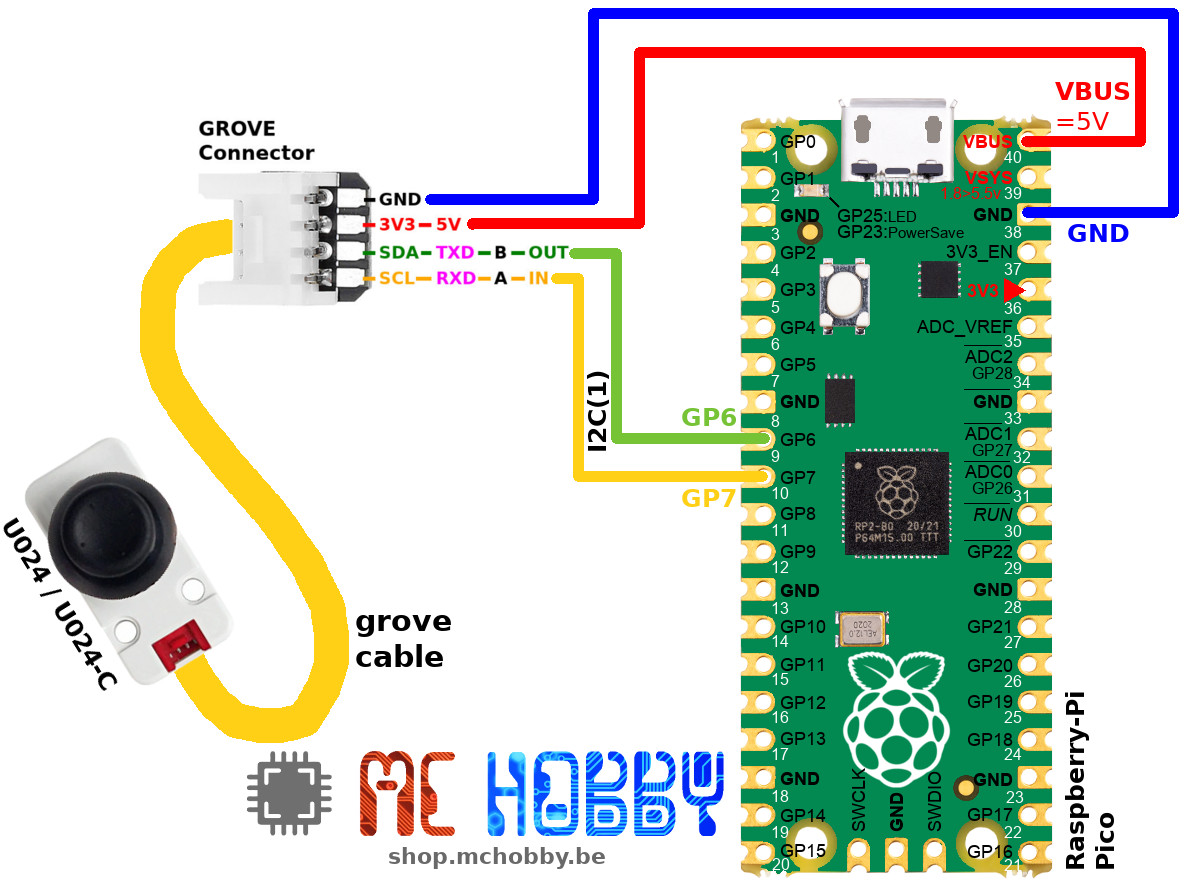 VBUS
=5V
GROVE
Connector
GND
3V3 5V
SDA TXD B OUT
SCL RXD A IN
GND
I2C(1)
GP6
GP7
U024 / U024-C
grove
cable
MC HOBBY
shop.mchobby.be
Raspberry-Pi
Pico
GP0 1
GP1 2
GND 3
GP2 4
GP3 5
GP4 6
GP5 7
GND 8
GP6 9
GP7 10
GP8 11
GP9 12
GND 13
GP10 14
GP11 15
GP12 16
GP13 17
GND 18
GP14 19
GP15 20
VBUS 40
VSYS 39
1.8>5.5v
GND 38
3V3_EN 37
3V3 36
ADC_VREF 35
ADC2
GP28 34
GND 33
ADC1
GP27 32
ADC0
GP26 31
RUN 30
GP22 29
GND 28
GP21 27
GP20 26
GP19 25
GP18 24
GND 23
GP17 22
GP16 21
GP25:LED
GP23:PowerSave
RP2-B0 20/21
P64M15.00 TTT
AEL12.0
2020
SWCLK
GND
SWDIO